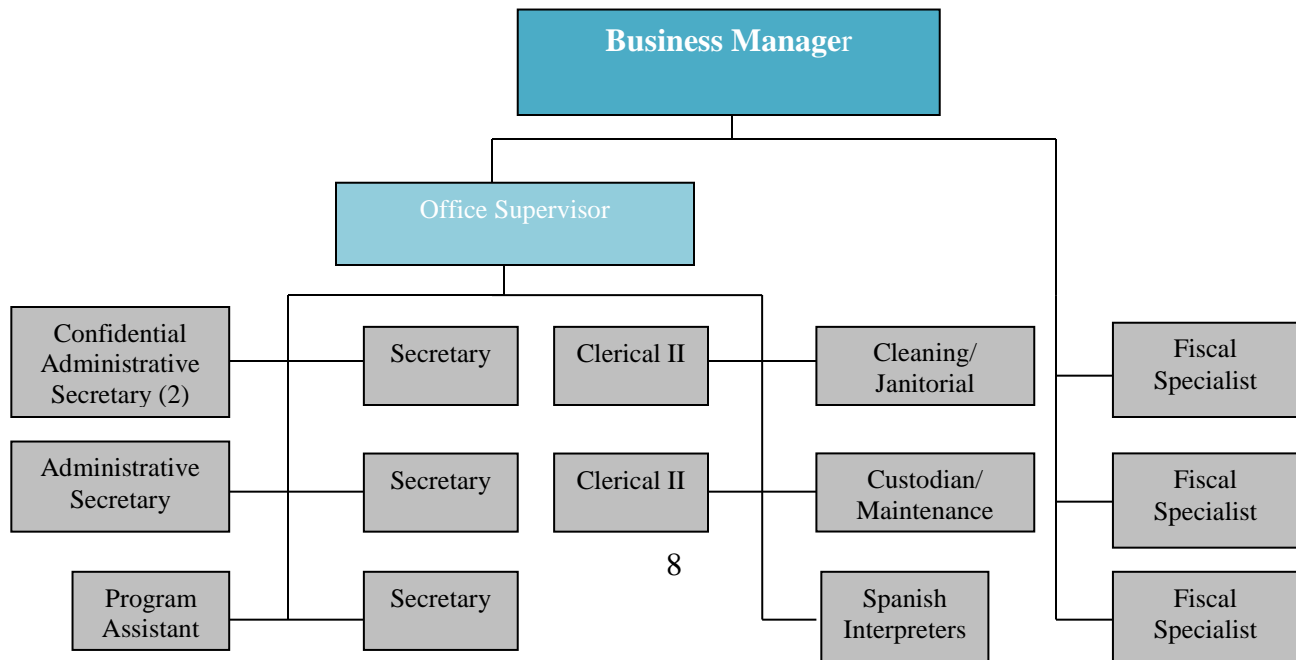 Business Manager
Office Supervisor
Confidential
Administrative
Secretary (2)
Secretary
Clerical II
Cleaning/
Janitorial
Fiscal
Specialist
Administrative
Secretary
Secretary
Clerical II
Custodian/
Maintenance
Fiscal
Specialist
8
Program
Assistant
Secretary
Spanish
Interpreters
Fiscal
Specialist